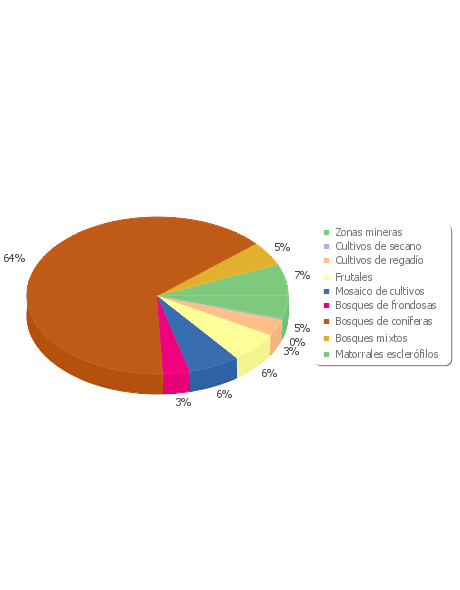 64%
5%
7%
5%
0%
3%
6%
6%
3%
Zonas mineras
Cultivos de secano
Cultivos de regadío
Frutales
Mosaico de cultivos
Bosques de frondosas
Bosques de coníferas
Bosques mixtos
Matorrales esclerófilos